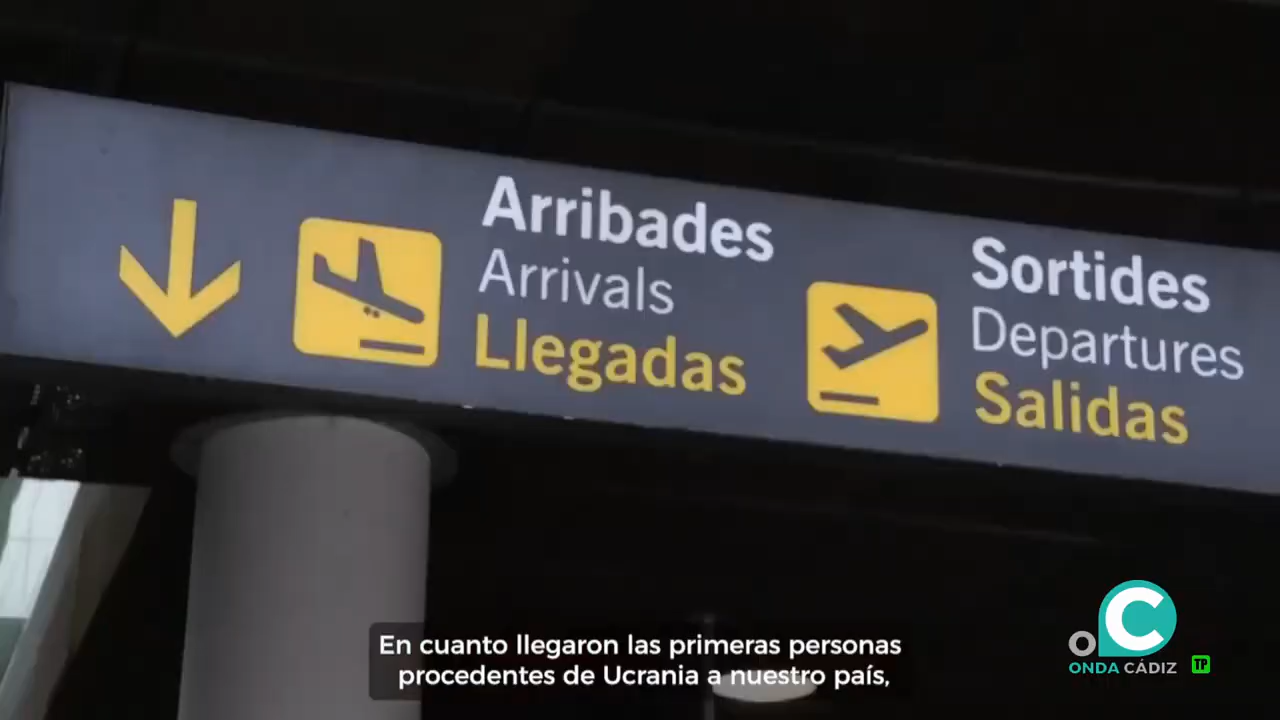 Arribades
Arrivals
Llegadas
Sortides
Departures
Salidas
En cuanto llegaron las primeras personas
procedentes de Ucrania a nuestro país,
O
C
ONDA CÁDIZ
TP